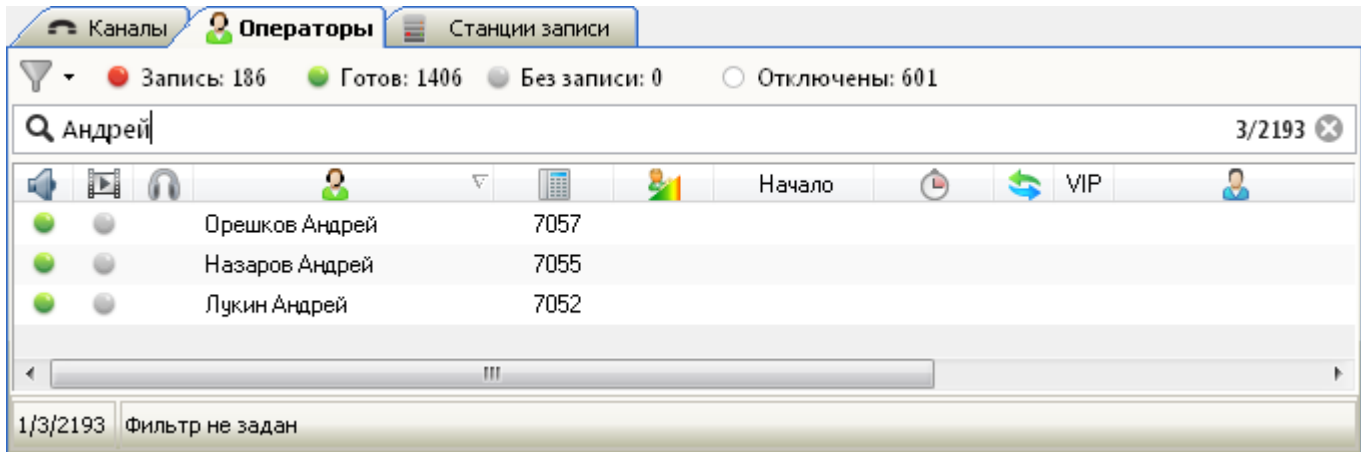 Каналы Операторы Станции записи
Запись: 186 Готов: 1406 Без записи: 0 Отключены: 601
Андрей 3/2193
Начало VIP
Орешков Андрей 7057
Назаров Андрей 7055
Лукин Андрей 7052
1/3/2193 Фильтр не задан